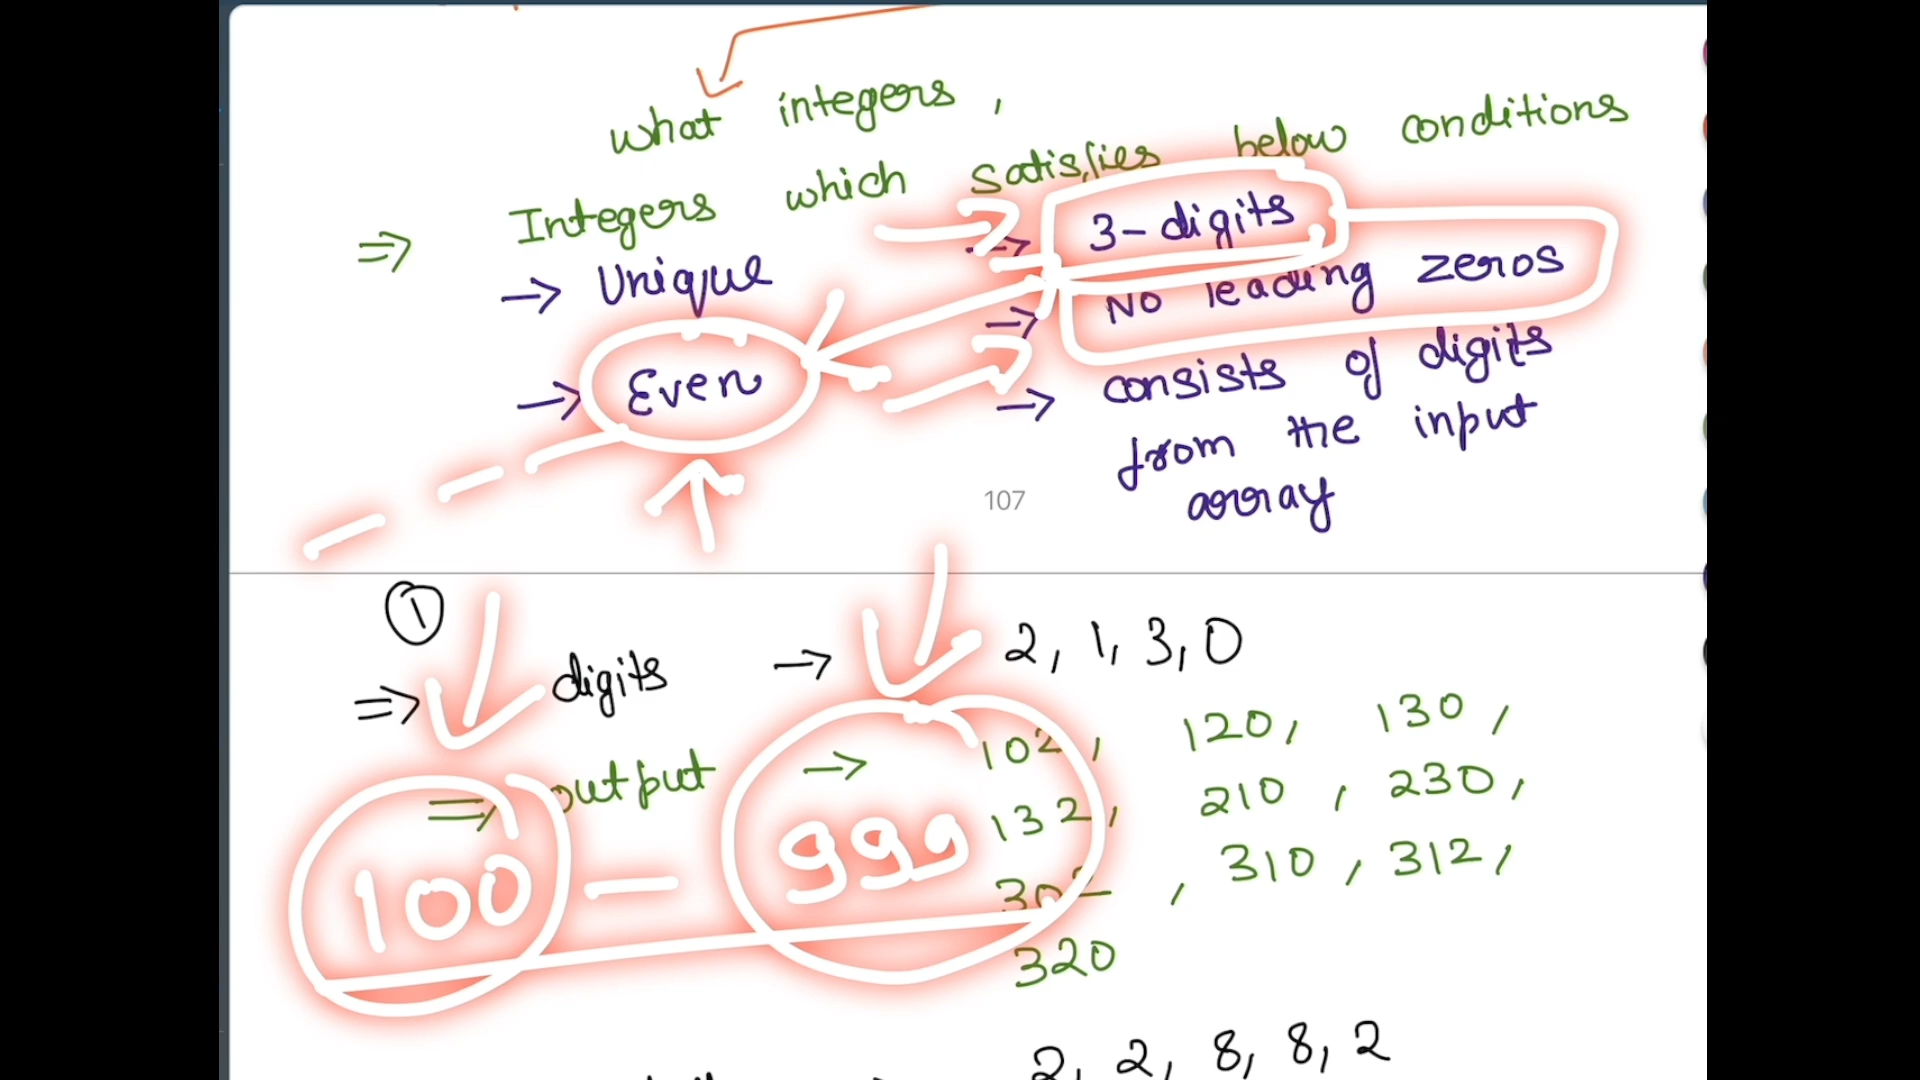 what integers,
⇒ Integers which satisfies below conditions
→ Unique
→ Even
⇒ 3-digits
⇒ No leading zeros
→ consists of digits
from the input
array
107
①
⇒ digits → 2, 1, 3, 0
⇒ output → 102, 120, 130,
132, 210, 230,
302, 310, 312,
320
100 - 999
2, 2, 8, 8, 2